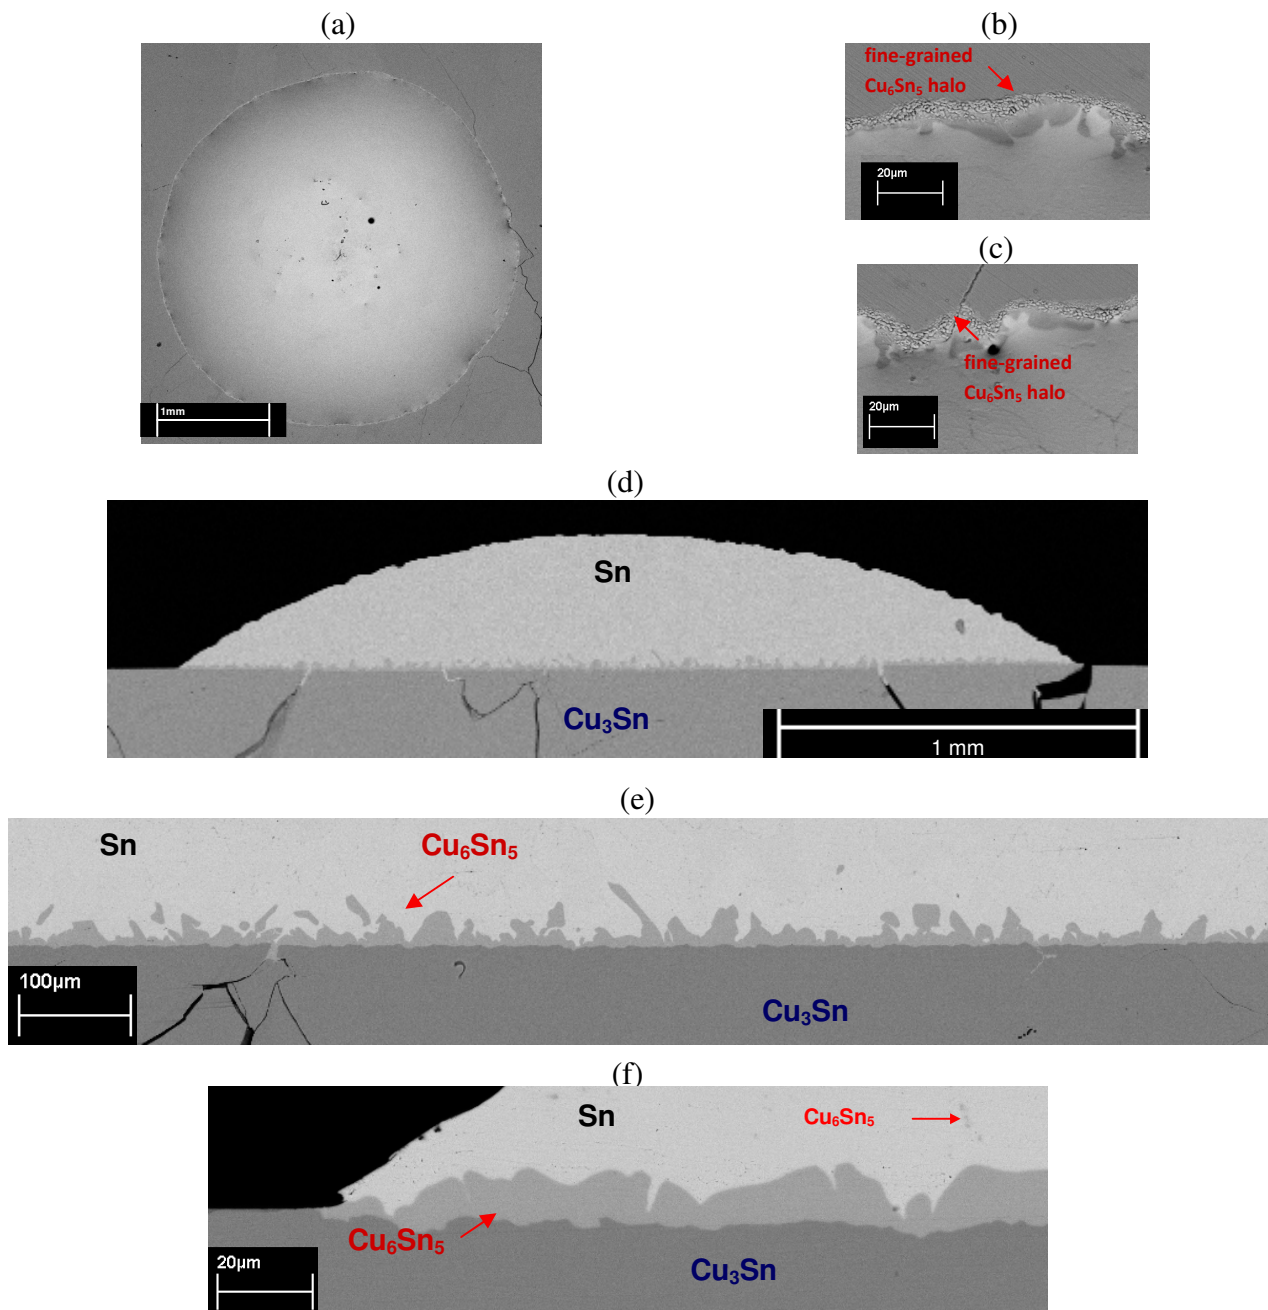 (a)
(b)
fine-grained
Cu₆Sn₅ halo
20µm
1mm
(c)
fine-grained
Cu₆Sn₅ halo
20µm
(d)
Sn
Cu₃Sn
1 mm
(e)
Sn
Cu₆Sn₅
100µm
Cu₃Sn
(f)
Sn
Cu₆Sn₅
Cu₆Sn₅
20µm
Cu₃Sn